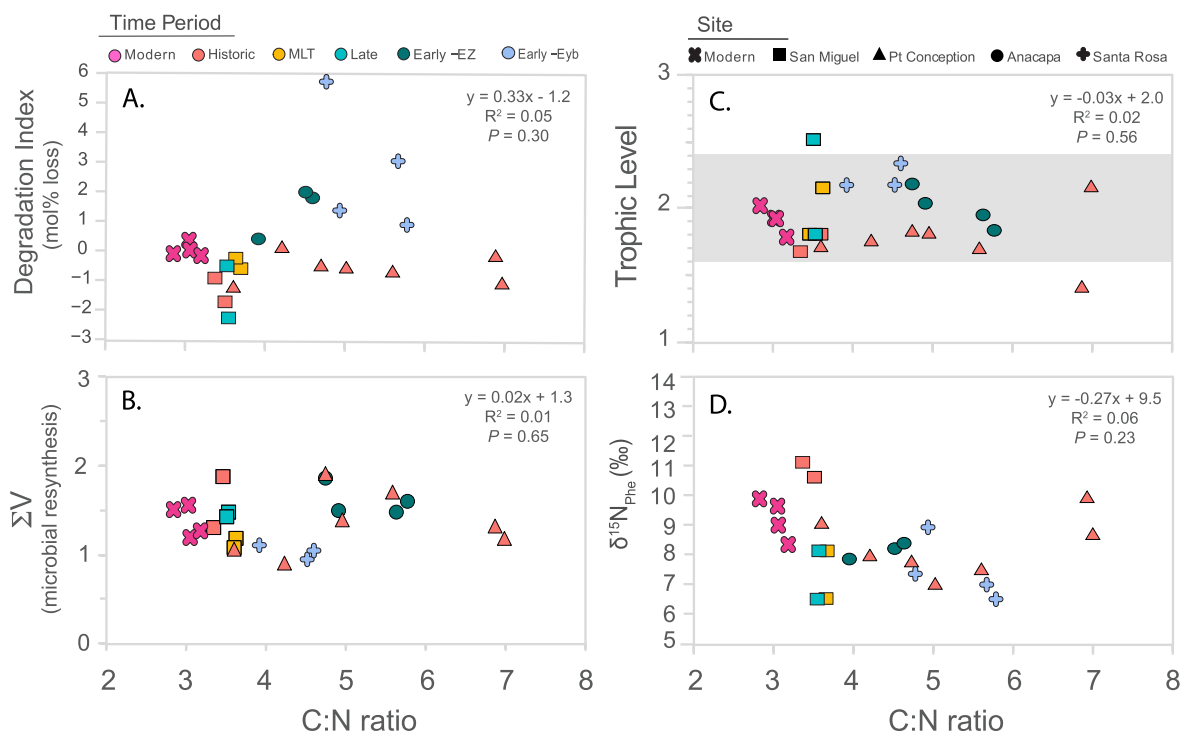 Time Period
Modern Historic MLT Late Early –EZ Early –Eyb
Site
Modern San Miguel Pt Conception Anacapa Santa Rosa
A.
y = 0.33x - 1.2
R² = 0.05
P = 0.30
Degradation Index
(mol% loss)
6
5
4
3
2
1
0
−1
−2
−3
C.
y = -0.03x + 2.0
R² = 0.02
P = 0.56
Trophic Level
3
2
1
B.
y = 0.02x + 1.3
R² = 0.01
P = 0.65
ΣV
(microbial resynthesis)
3
2
1
0
2 3 4 5 6 7 8
C:N ratio
D.
y = -0.27x + 9.5
R² = 0.06
P = 0.23
δ¹⁵N_Phe (‰)
14
13
12
11
10
9
8
7
6
5
2 3 4 5 6 7 8
C:N ratio